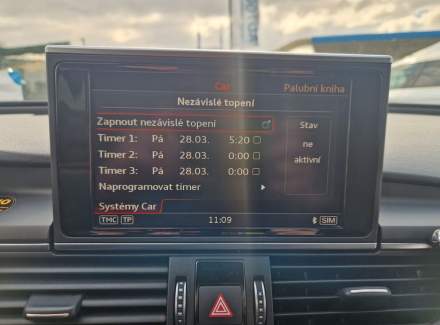 Car
Palubní kniha
Nezávislé topení
Zapnout nezávislé topení
Stav
ne
aktivní
Timer 1: Pá 28.03. 5:20
Timer 2: Pá 28.03. 0:00
Timer 3: Pá 28.03. 0:00
Naprogramovat timer
Systémy Car
TMC TP 11:09 SIM